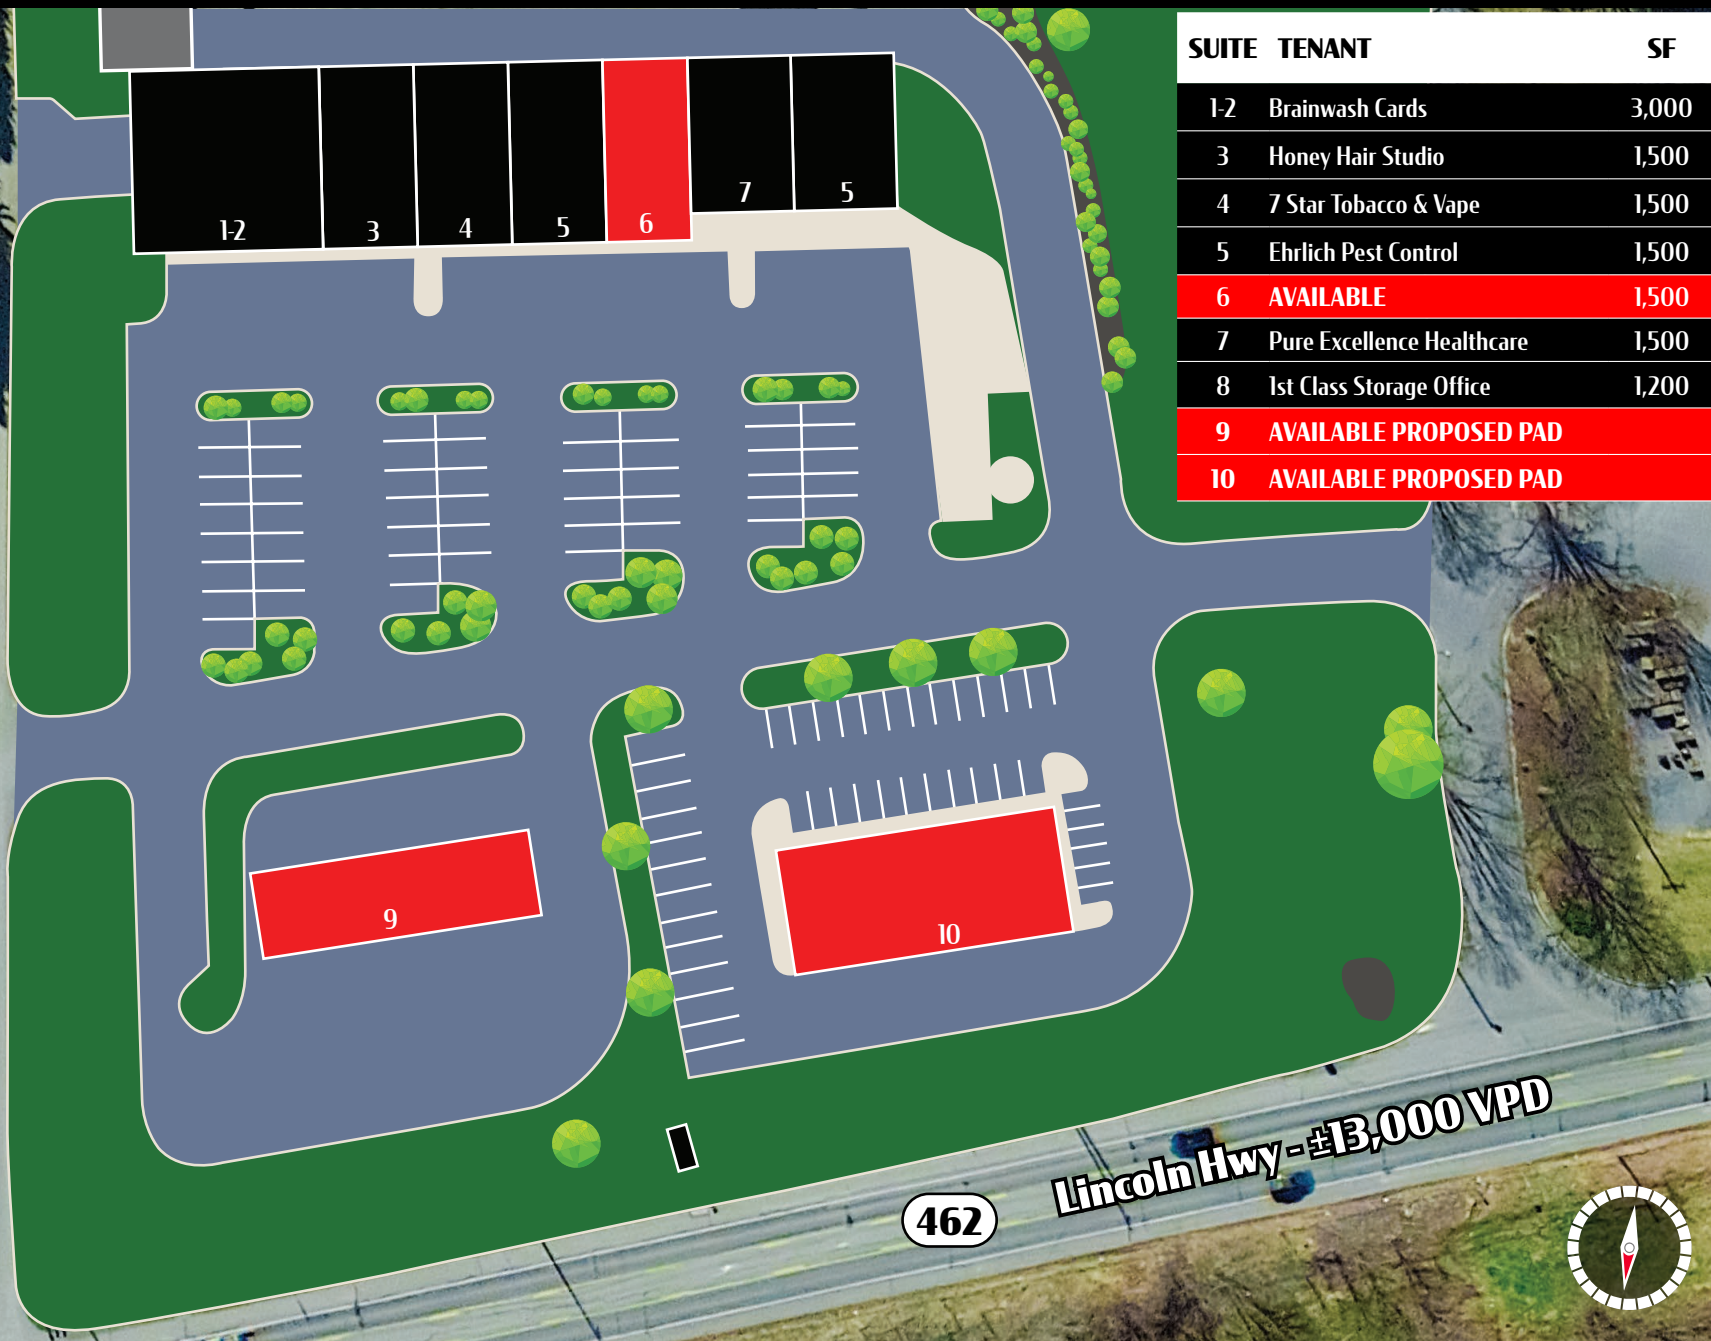 SUITE TENANT SF
1-2 Brainwash Cards 3,000
3 Honey Hair Studio 1,500
4 7 Star Tobacco & Vape 1,500
5 Ehrlich Pest Control 1,500
6 AVAILABLE 1,500
7 Pure Excellence Healthcare 1,500
8 1st Class Storage Office 1,200
9 AVAILABLE PROPOSED PAD
10 AVAILABLE PROPOSED PAD
1-2
3
4
5
6
7
5
9
10
Lincoln Hwy - ±13,000 VPD
462